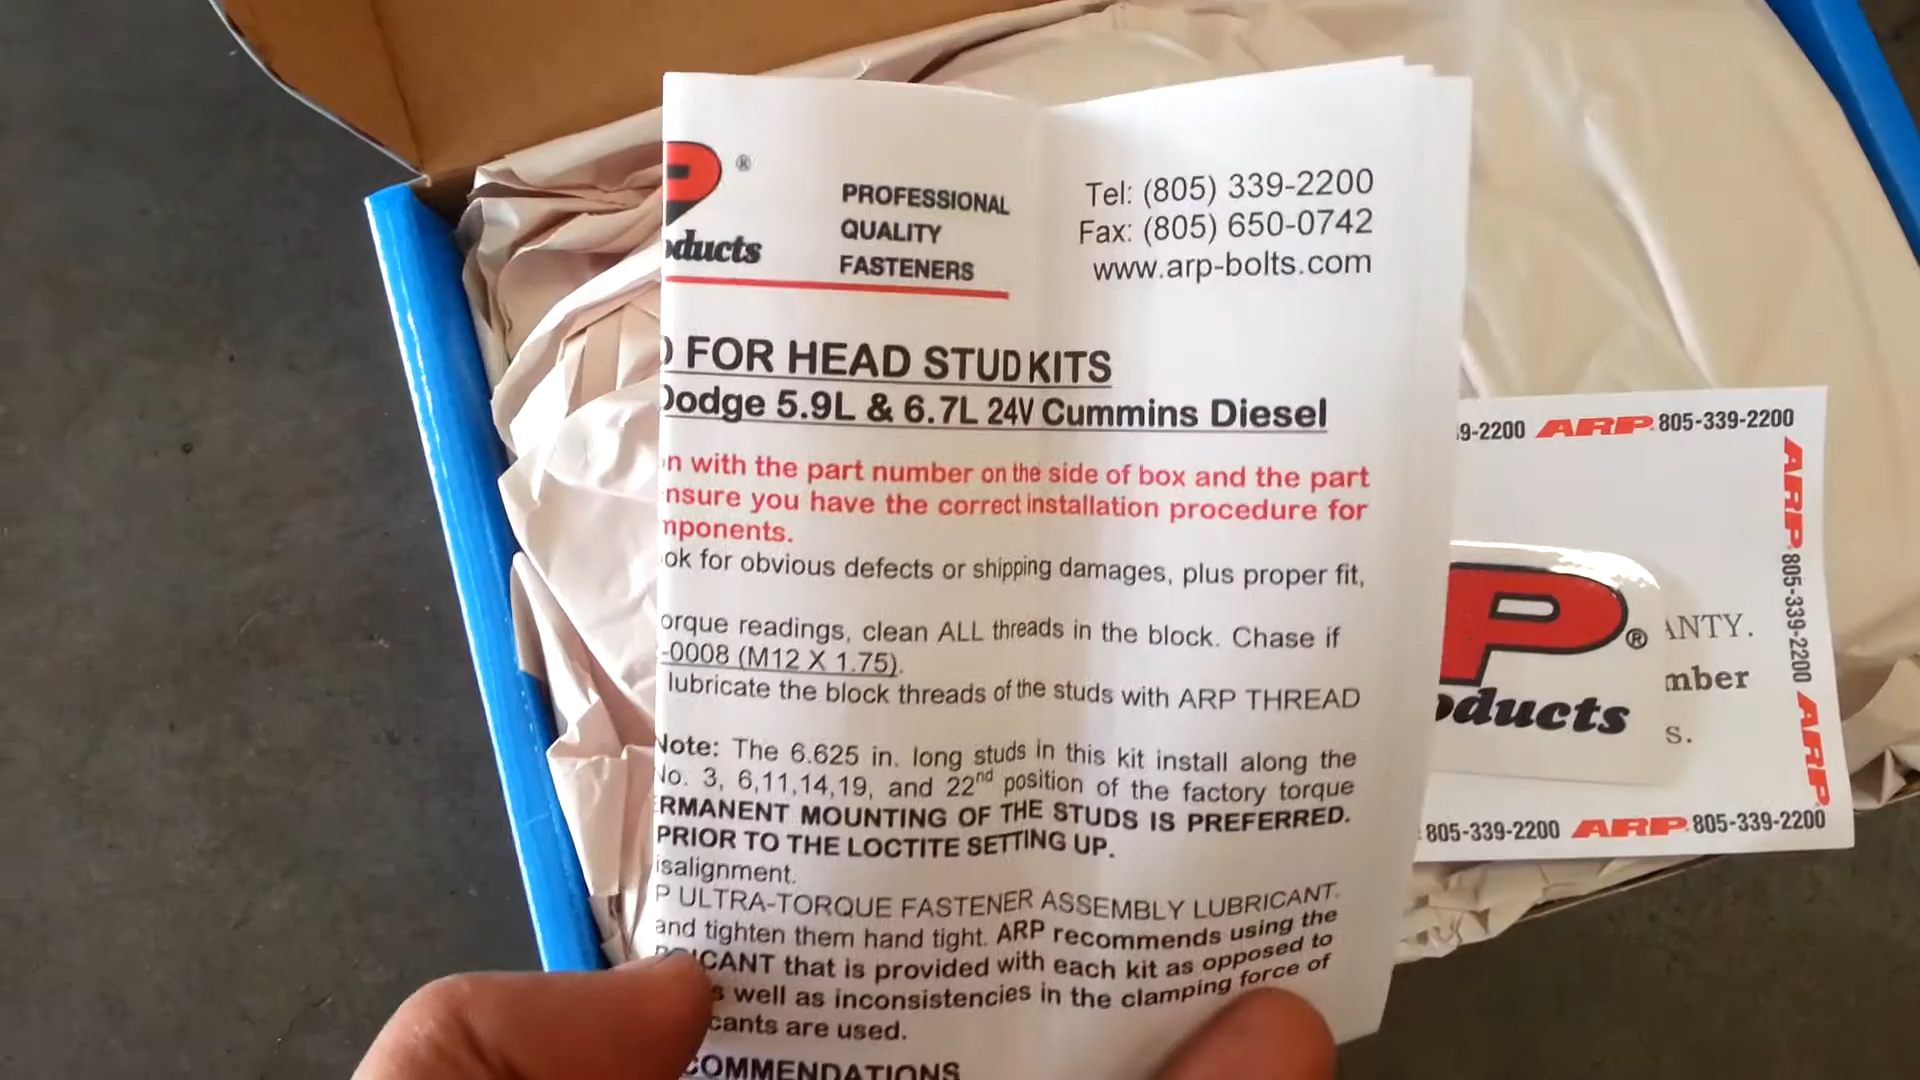 P®
ducts
PROFESSIONAL
QUALITY
FASTENERS
Tel: (805) 339-2200
Fax: (805) 650-0742
www.arp-bolts.com
FOR HEAD STUD KITS
Dodge 5.9L & 6.7L 24V Cummins Diesel
n with the part number on the side of box and the part
nsure you have the correct installation procedure for
mponents.
ok for obvious defects or shipping damages, plus proper fit,
orque readings, clean ALL threads in the block. Chase if
-0008 (M12 X 1.75).
lubricate the block threads of the studs with ARP THREAD
Note: The 6.625 in. long studs in this kit install along the
No. 3, 6,11,14,19, and 22nd position of the factory torque
ERMANENT MOUNTING OF THE STUDS IS PREFERRED.
PRIOR TO THE LOCTITE SETTING UP.
isalignment.
P ULTRA-TORQUE FASTENER ASSEMBLY LUBRICANT.
and tighten them hand tight. ARP recommends using the
CANT that is provided with each kit as opposed to
s well as inconsistencies in the clamping force of
cants are used.
COMMENDATIONS
9-2200 ARP 805-339-2200
ARP 805-339-2200 ARP
P®
oducts
ANTY.
mber
s.
805-339-2200 ARP 805-339-2200